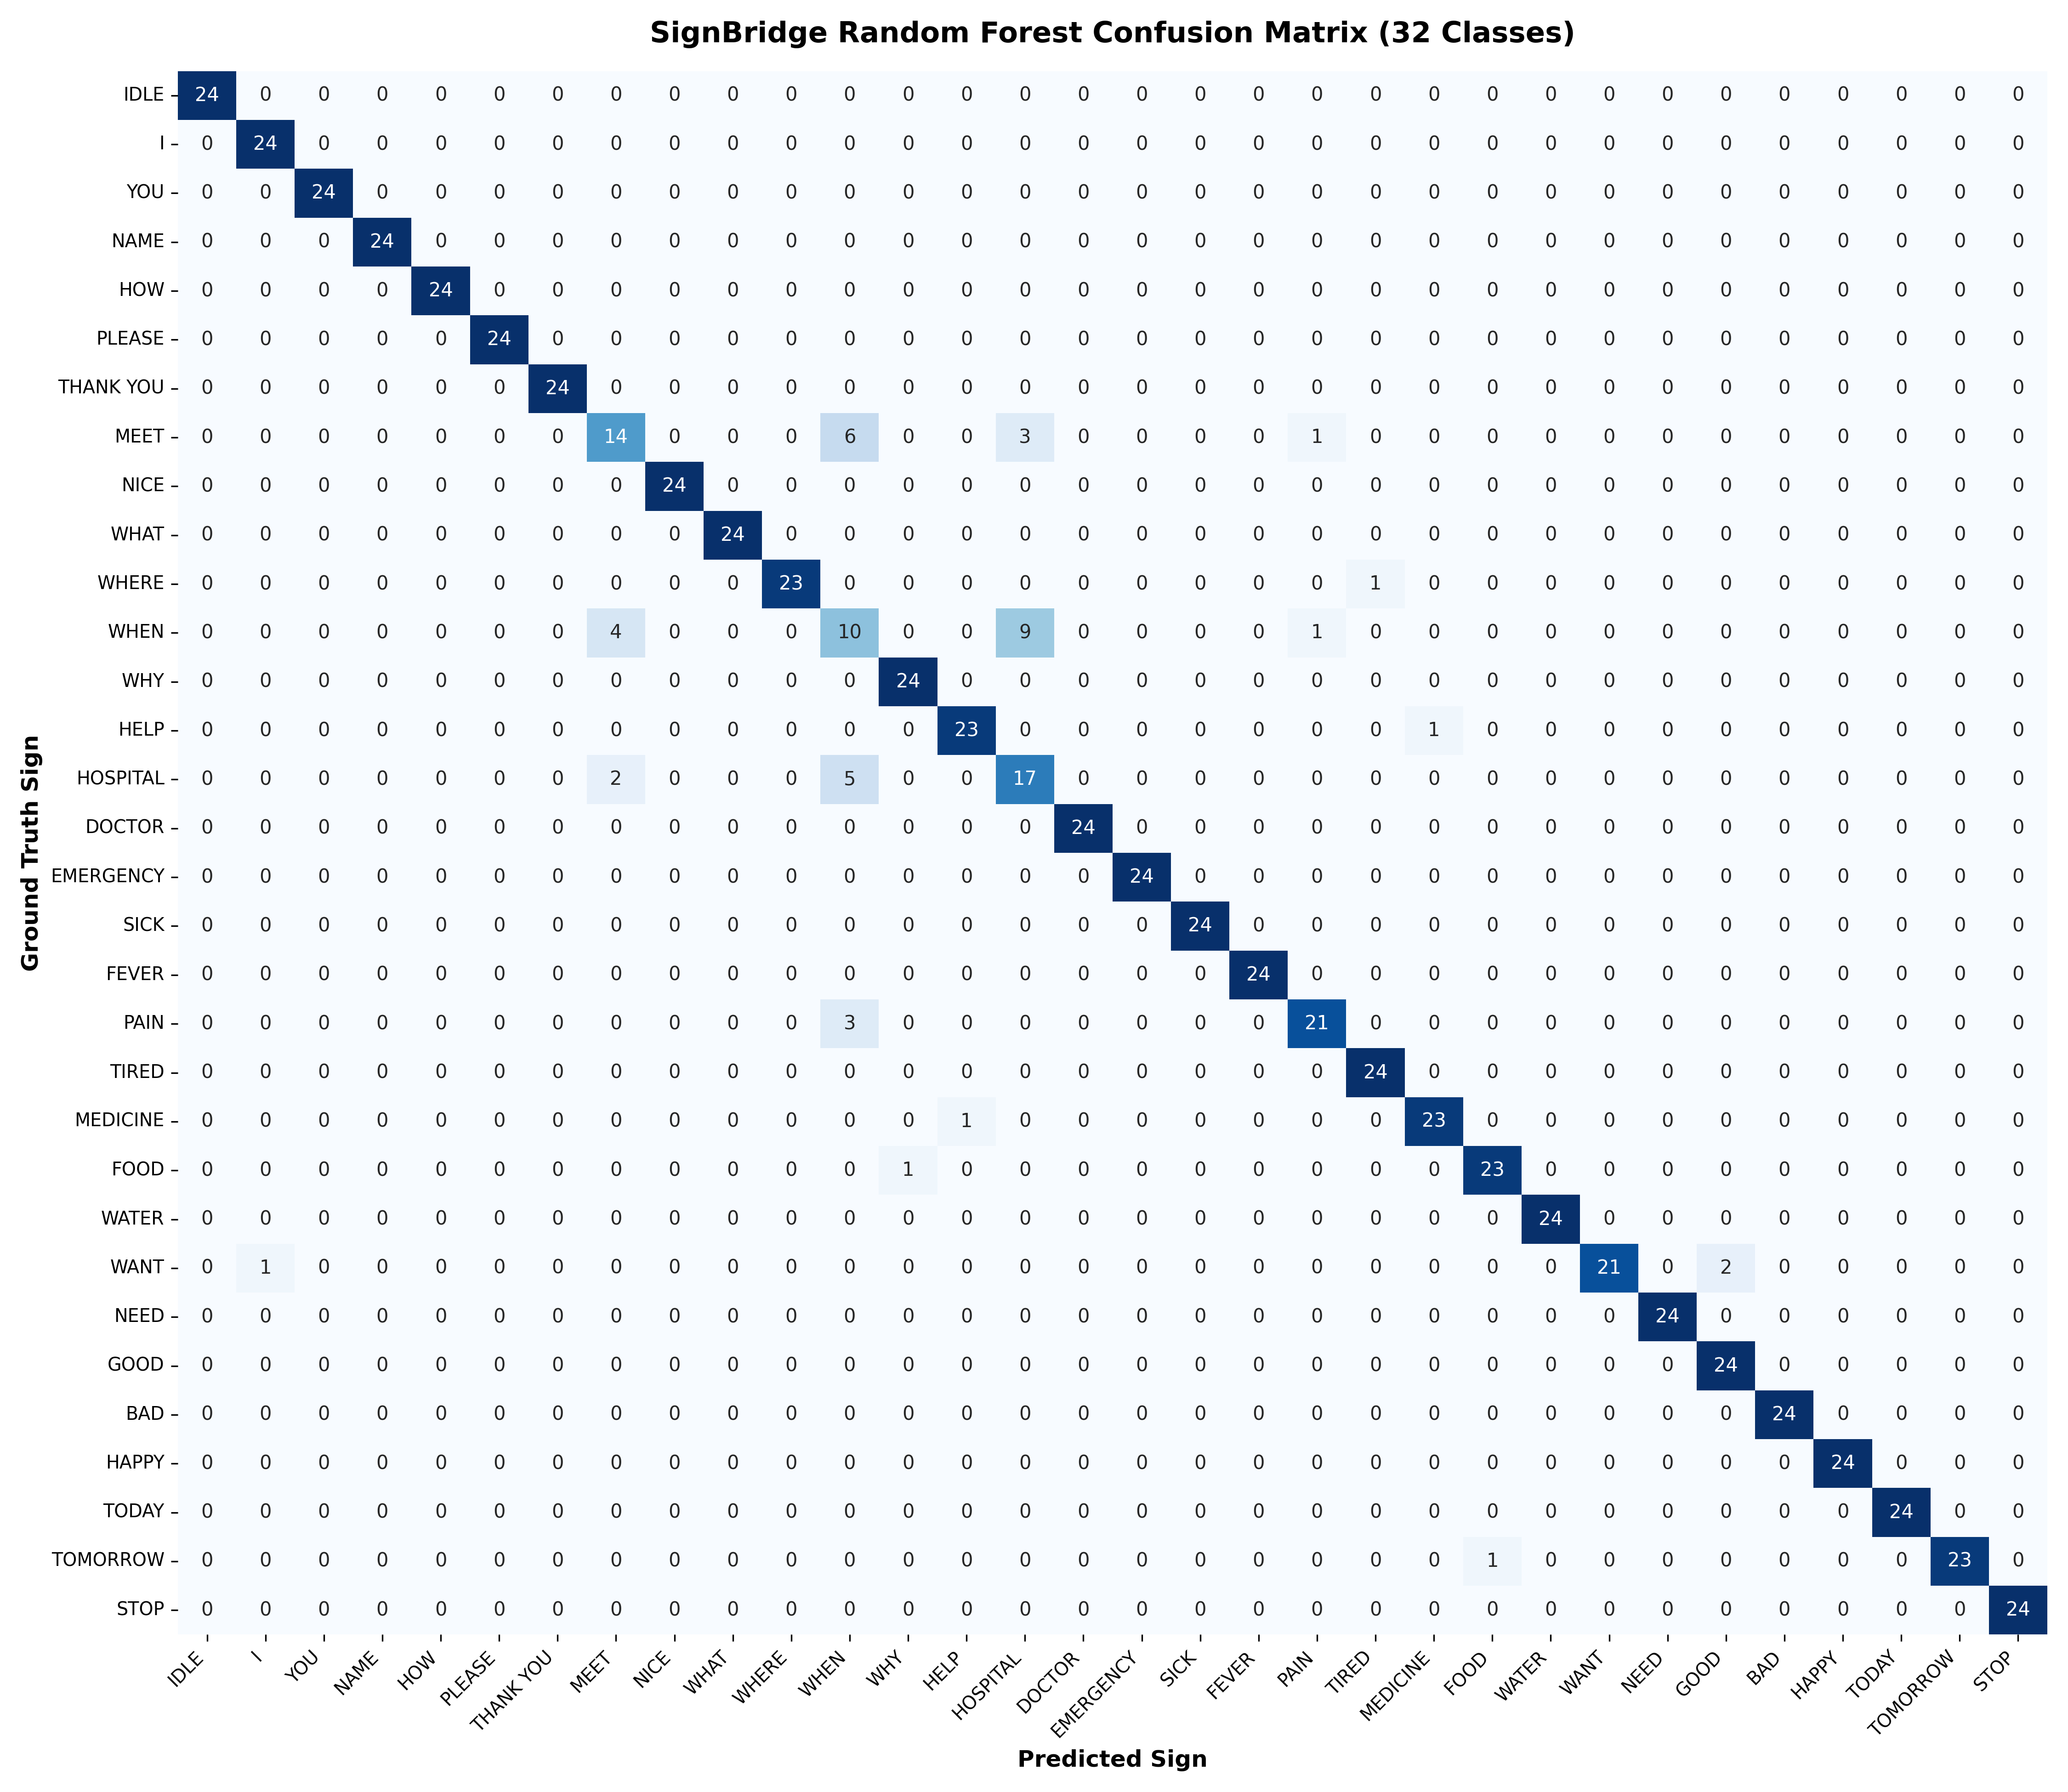 SignBridge Random Forest Confusion Matrix (32 Classes)
IDLE 24 0 0 0 0 0 0 0 0 0 0 0 0 0 0 0 0 0 0 0 0 0 0 0 0 0 0 0 0 0 0 0
I 0 24 0 0 0 0 0 0 0 0 0 0 0 0 0 0 0 0 0 0 0 0 0 0 0 0 0 0 0 0 0 0
YOU 0 0 24 0 0 0 0 0 0 0 0 0 0 0 0 0 0 0 0 0 0 0 0 0 0 0 0 0 0 0 0 0
NAME 0 0 0 24 0 0 0 0 0 0 0 0 0 0 0 0 0 0 0 0 0 0 0 0 0 0 0 0 0 0 0 0
HOW 0 0 0 0 24 0 0 0 0 0 0 0 0 0 0 0 0 0 0 0 0 0 0 0 0 0 0 0 0 0 0 0
PLEASE 0 0 0 0 0 24 0 0 0 0 0 0 0 0 0 0 0 0 0 0 0 0 0 0 0 0 0 0 0 0 0 0
THANK YOU 0 0 0 0 0 0 24 0 0 0 0 0 0 0 0 0 0 0 0 0 0 0 0 0 0 0 0 0 0 0 0 0
MEET 0 0 0 0 0 0 0 14 0 0 0 6 0 0 3 0 0 0 0 1 0 0 0 0 0 0 0 0 0 0 0 0
NICE 0 0 0 0 0 0 0 0 24 0 0 0 0 0 0 0 0 0 0 0 0 0 0 0 0 0 0 0 0 0 0 0
WHAT 0 0 0 0 0 0 0 0 0 24 0 0 0 0 0 0 0 0 0 0 0 0 0 0 0 0 0 0 0 0 0 0
WHERE 0 0 0 0 0 0 0 0 0 0 23 0 0 0 0 0 0 0 0 0 1 0 0 0 0 0 0 0 0 0 0 0
WHEN 0 0 0 0 0 0 0 4 0 0 0 10 0 0 9 0 0 0 0 1 0 0 0 0 0 0 0 0 0 0 0 0
WHY 0 0 0 0 0 0 0 0 0 0 0 0 24 0 0 0 0 0 0 0 0 0 0 0 0 0 0 0 0 0 0 0
HELP 0 0 0 0 0 0 0 0 0 0 0 0 0 23 0 0 0 0 0 0 0 1 0 0 0 0 0 0 0 0 0 0
HOSPITAL 0 0 0 0 0 0 0 2 0 0 0 5 0 0 17 0 0 0 0 0 0 0 0 0 0 0 0 0 0 0 0 0
DOCTOR 0 0 0 0 0 0 0 0 0 0 0 0 0 0 0 24 0 0 0 0 0 0 0 0 0 0 0 0 0 0 0 0
EMERGENCY 0 0 0 0 0 0 0 0 0 0 0 0 0 0 0 0 24 0 0 0 0 0 0 0 0 0 0 0 0 0 0 0
SICK 0 0 0 0 0 0 0 0 0 0 0 0 0 0 0 0 0 24 0 0 0 0 0 0 0 0 0 0 0 0 0 0
FEVER 0 0 0 0 0 0 0 0 0 0 0 0 0 0 0 0 0 0 24 0 0 0 0 0 0 0 0 0 0 0 0 0
PAIN 0 0 0 0 0 0 0 0 0 0 0 3 0 0 0 0 0 0 0 21 0 0 0 0 0 0 0 0 0 0 0 0
TIRED 0 0 0 0 0 0 0 0 0 0 0 0 0 0 0 0 0 0 0 0 24 0 0 0 0 0 0 0 0 0 0 0
MEDICINE 0 0 0 0 0 0 0 0 0 0 0 0 0 1 0 0 0 0 0 0 0 23 0 0 0 0 0 0 0 0 0 0
FOOD 0 0 0 0 0 0 0 0 0 0 0 0 1 0 0 0 0 0 0 0 0 0 23 0 0 0 0 0 0 0 0 0
WATER 0 0 0 0 0 0 0 0 0 0 0 0 0 0 0 0 0 0 0 0 0 0 0 24 0 0 0 0 0 0 0 0
WANT 0 1 0 0 0 0 0 0 0 0 0 0 0 0 0 0 0 0 0 0 0 0 0 0 21 0 2 0 0 0 0 0
NEED 0 0 0 0 0 0 0 0 0 0 0 0 0 0 0 0 0 0 0 0 0 0 0 0 0 24 0 0 0 0 0 0
GOOD 0 0 0 0 0 0 0 0 0 0 0 0 0 0 0 0 0 0 0 0 0 0 0 0 0 0 24 0 0 0 0 0
BAD 0 0 0 0 0 0 0 0 0 0 0 0 0 0 0 0 0 0 0 0 0 0 0 0 0 0 0 24 0 0 0 0
HAPPY 0 0 0 0 0 0 0 0 0 0 0 0 0 0 0 0 0 0 0 0 0 0 0 0 0 0 0 0 24 0 0 0
TODAY 0 0 0 0 0 0 0 0 0 0 0 0 0 0 0 0 0 0 0 0 0 0 0 0 0 0 0 0 0 24 0 0
TOMORROW 0 0 0 0 0 0 0 0 0 0 0 0 0 0 0 0 0 0 0 0 0 0 1 0 0 0 0 0 0 0 23 0
STOP 0 0 0 0 0 0 0 0 0 0 0 0 0 0 0 0 0 0 0 0 0 0 0 0 0 0 0 0 0 0 0 24
Ground Truth Sign
IDLE I YOU NAME HOW PLEASE THANK YOU MEET NICE WHAT WHERE WHEN WHY HELP HOSPITAL DOCTOR EMERGENCY SICK FEVER PAIN TIRED MEDICINE FOOD WATER WANT NEED GOOD BAD HAPPY TODAY TOMORROW STOP
Predicted Sign